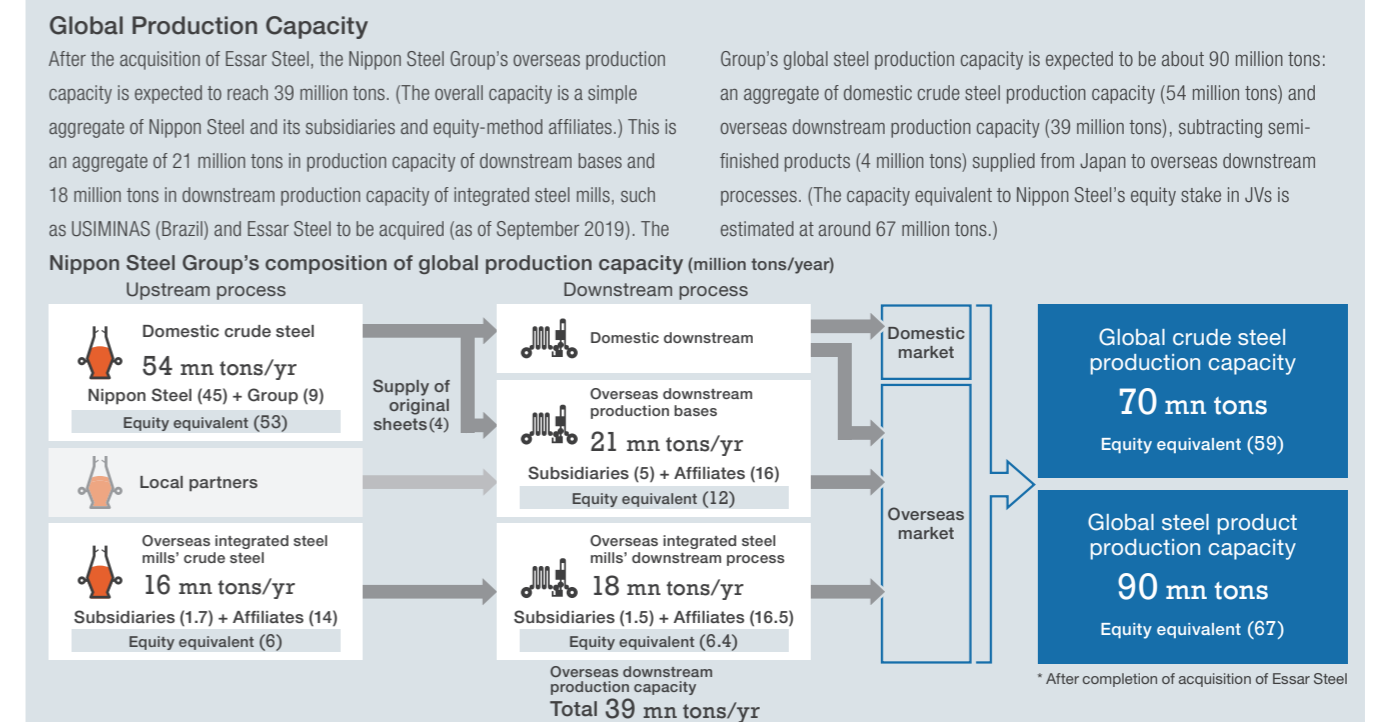 Global Production Capacity
After the acquisition of Essar Steel, the Nippon Steel Group's overseas production
capacity is expected to reach 39 million tons. (The overall capacity is a simple
aggregate of Nippon Steel and its subsidiaries and equity-method affiliates.) This is
an aggregate of 21 million tons in production capacity of downstream bases and
18 million tons in downstream production capacity of integrated steel mills, such
as USIMINAS (Brazil) and Essar Steel to be acquired (as of September 2019). The
Group's global steel production capacity is expected to be about 90 million tons:
an aggregate of domestic crude steel production capacity (54 million tons) and
overseas downstream production capacity (39 million tons), subtracting semi-
finished products (4 million tons) supplied from Japan to overseas downstream
processes. (The capacity equivalent to Nippon Steel's equity stake in JVs is
estimated at around 67 million tons.)
Nippon Steel Group's composition of global production capacity (million tons/year)
Upstream process
Domestic crude steel
54 mn tons/yr
Nippon Steel (45) + Group (9)
Equity equivalent (53)
Local partners
Overseas integrated steel
mills' crude steel
16 mn tons/yr
Subsidiaries (1.7) + Affiliates (14)
Equity equivalent (6)
Supply of
original
sheets(4)
Downstream process
Domestic downstream
Overseas downstream
production bases
21 mn tons/yr
Subsidiaries (5) + Affiliates (16)
Equity equivalent (12)
Overseas integrated steel
mills' downstream process
18 mn tons/yr
Subsidiaries (1.5) + Affiliates (16.5)
Equity equivalent (6.4)
Overseas downstream
production capacity
Total 39 mn tons/yr
Domestic
market
Overseas
market
Global crude steel
production capacity
70 mn tons
Equity equivalent (59)
Global steel product
production capacity
90 mn tons
Equity equivalent (67)
* After completion of acquisition of Essar Steel